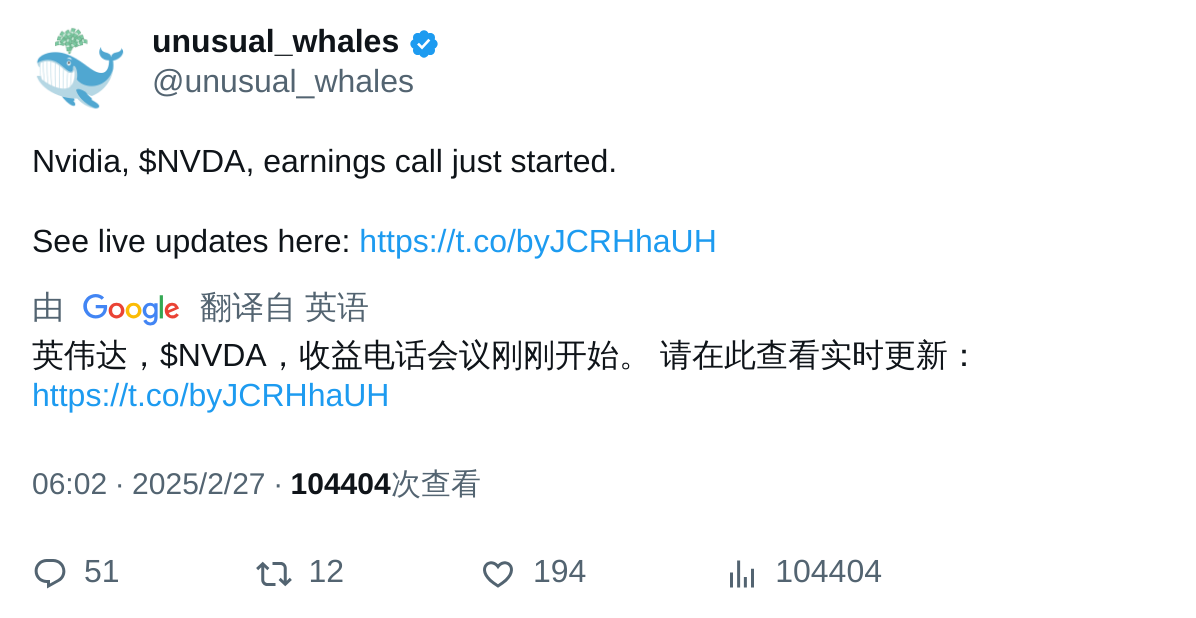 unusual_whales
@unusual_whales
Nvidia, $NVDA, earnings call just started.
See live updates here: https://t.co/byJCRHhaUH
由 Google 翻译自 英语
英伟达，$NVDA，收益电话会议刚刚开始。 请在此查看实时更新：
https://t.co/byJCRHhaUH
06:02 · 2025/2/27 · 104404次查看
51 12 194 104404